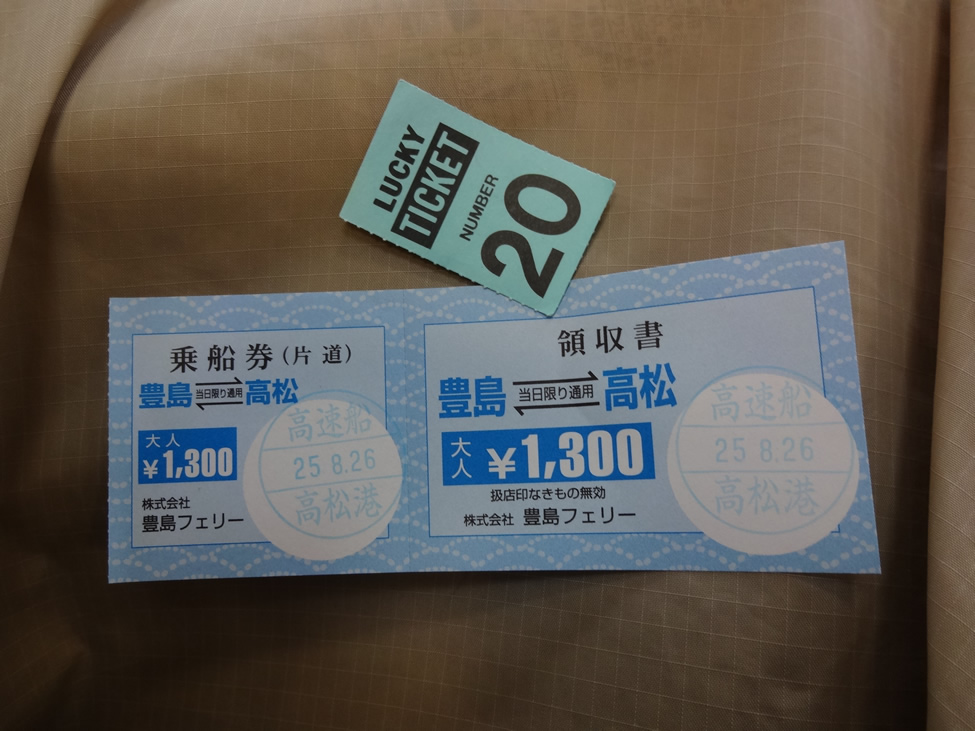 LUCKY
TICKET
NUMBER
20
乗船券(片道)
豊島 当日限り通用 高松
大人
¥1,300
株式会社
豊島フェリー
高速船
25 8.26
高松港
領収書
豊島 当日限り通用 高松
大人 ¥1,300
扱店印なきもの無効
株式会社 豊島フェリー
高速船
25 8.26
高松港